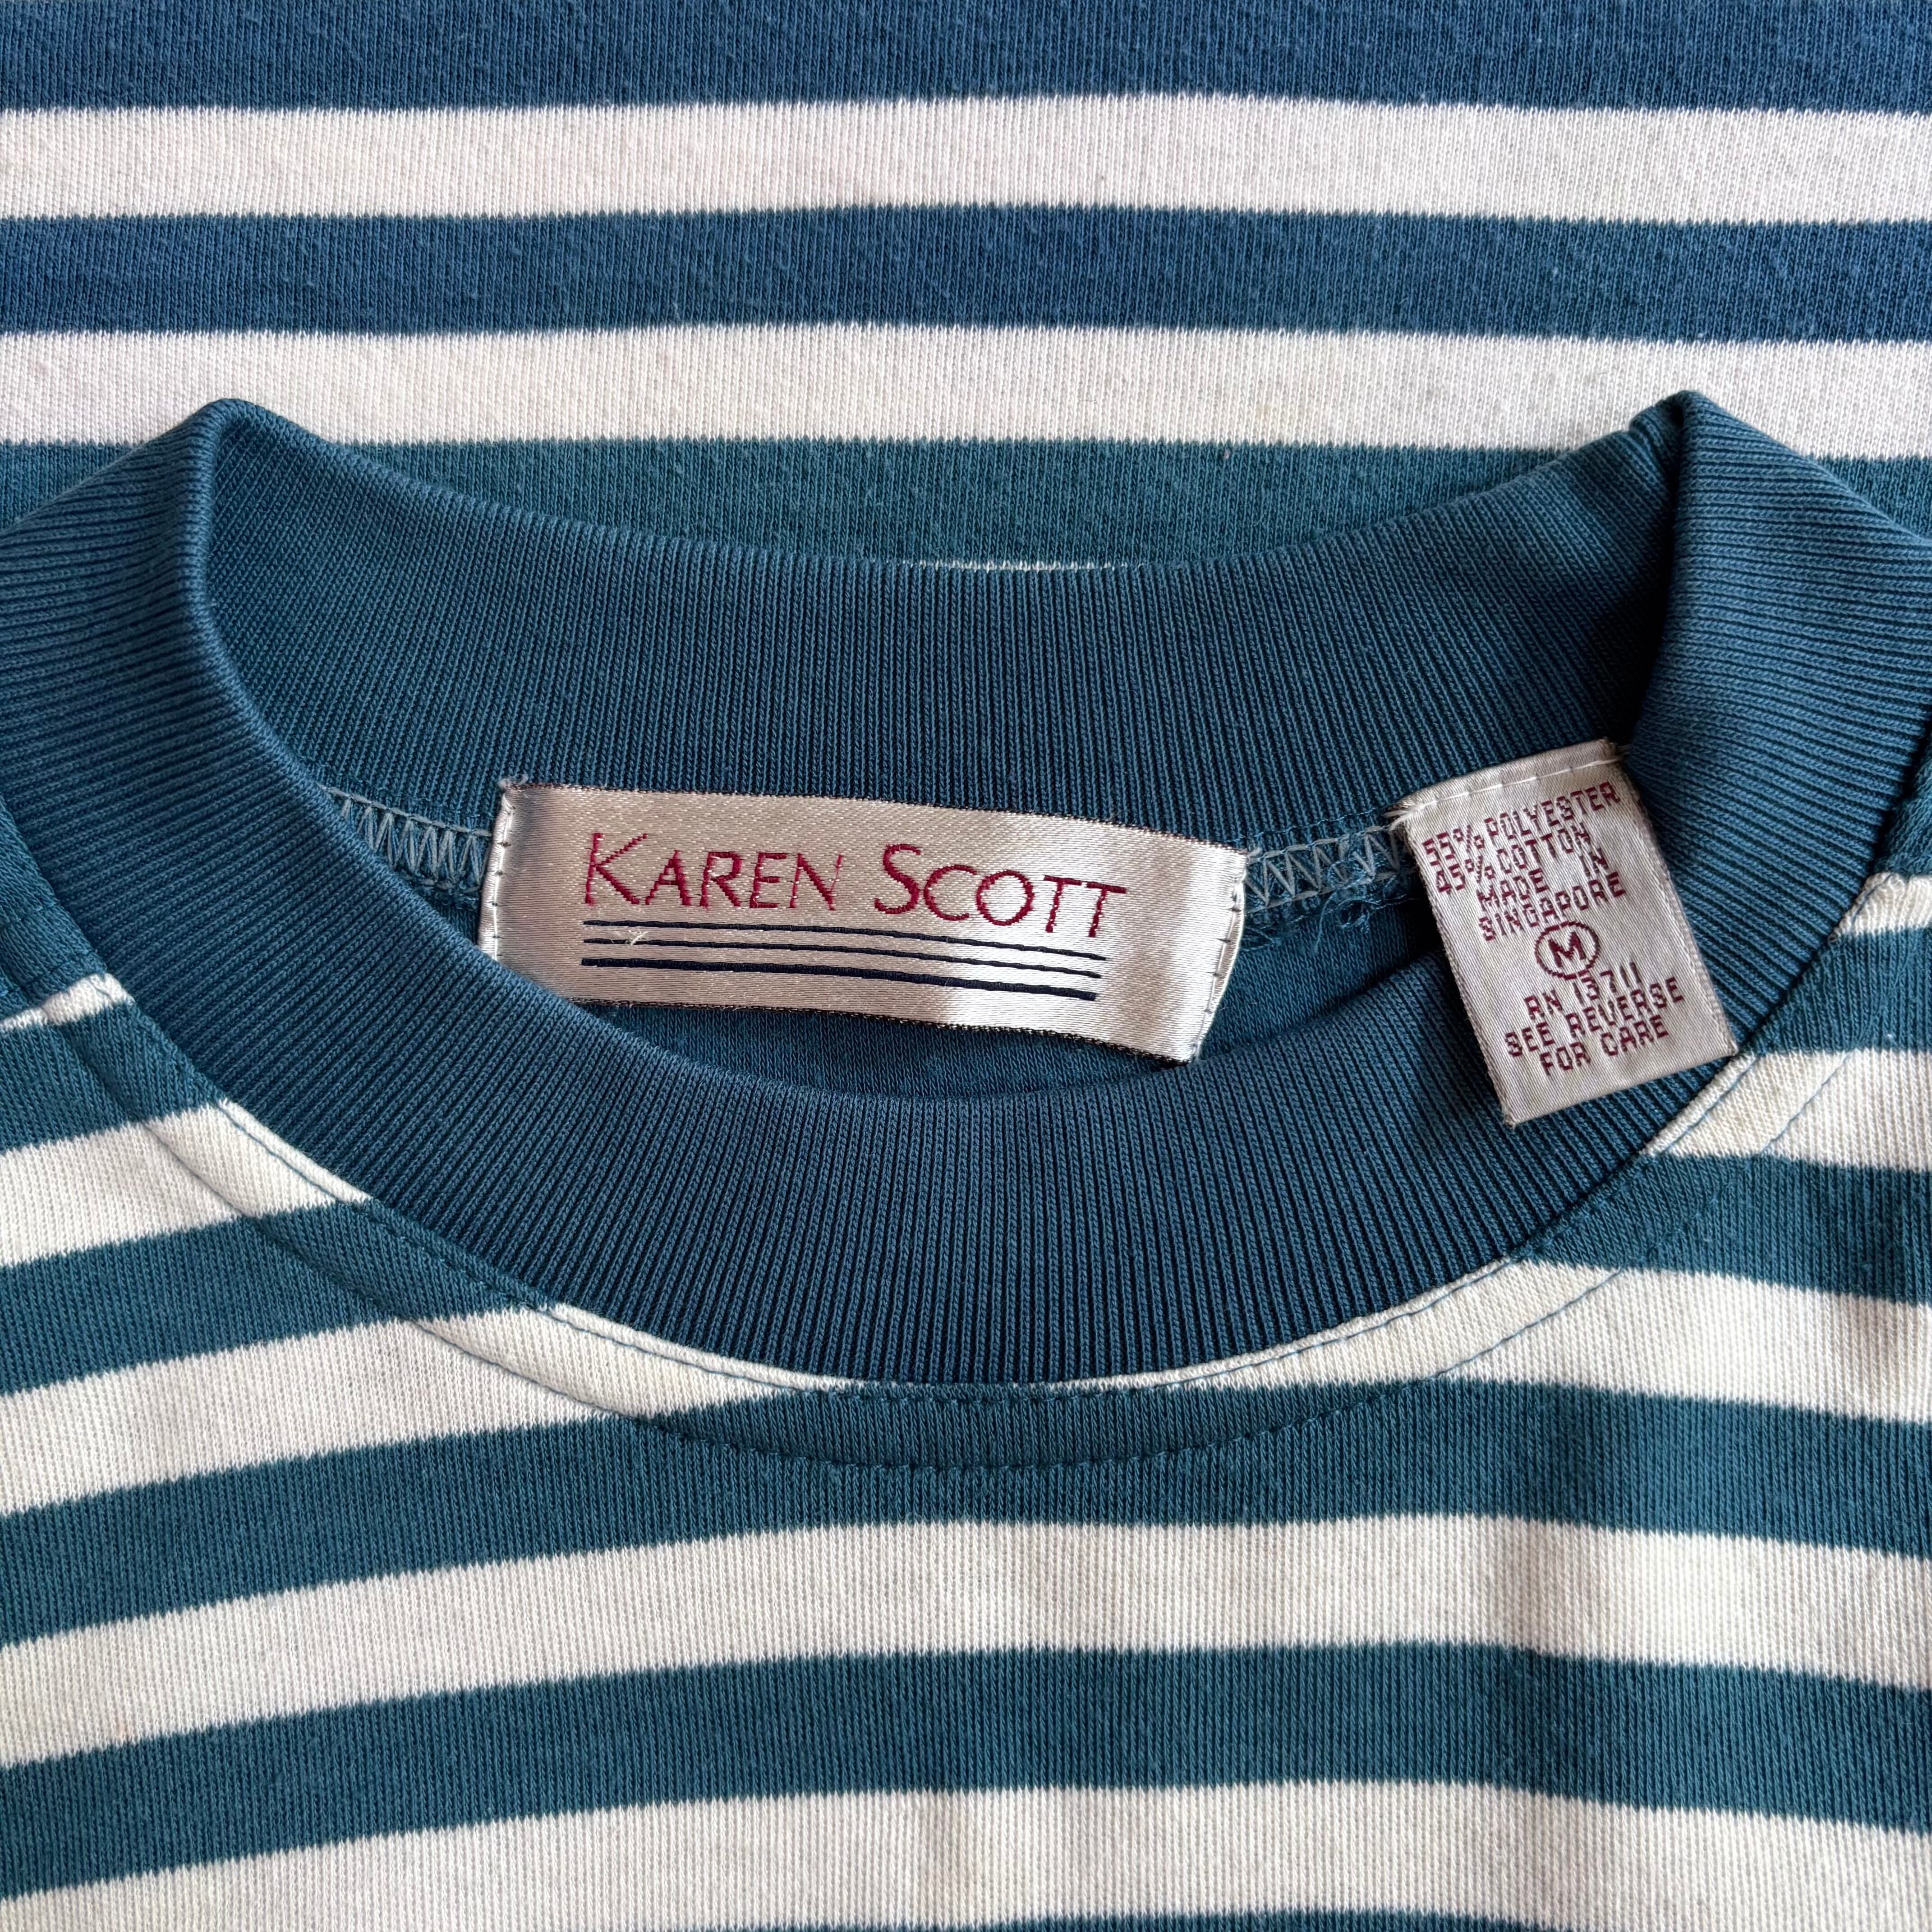 KAREN SCOTT
55% POLYESTER
45% COTTON
MADE IN
SINGAPORE
M
RN 13711
SEE REVERSE
FOR CARE